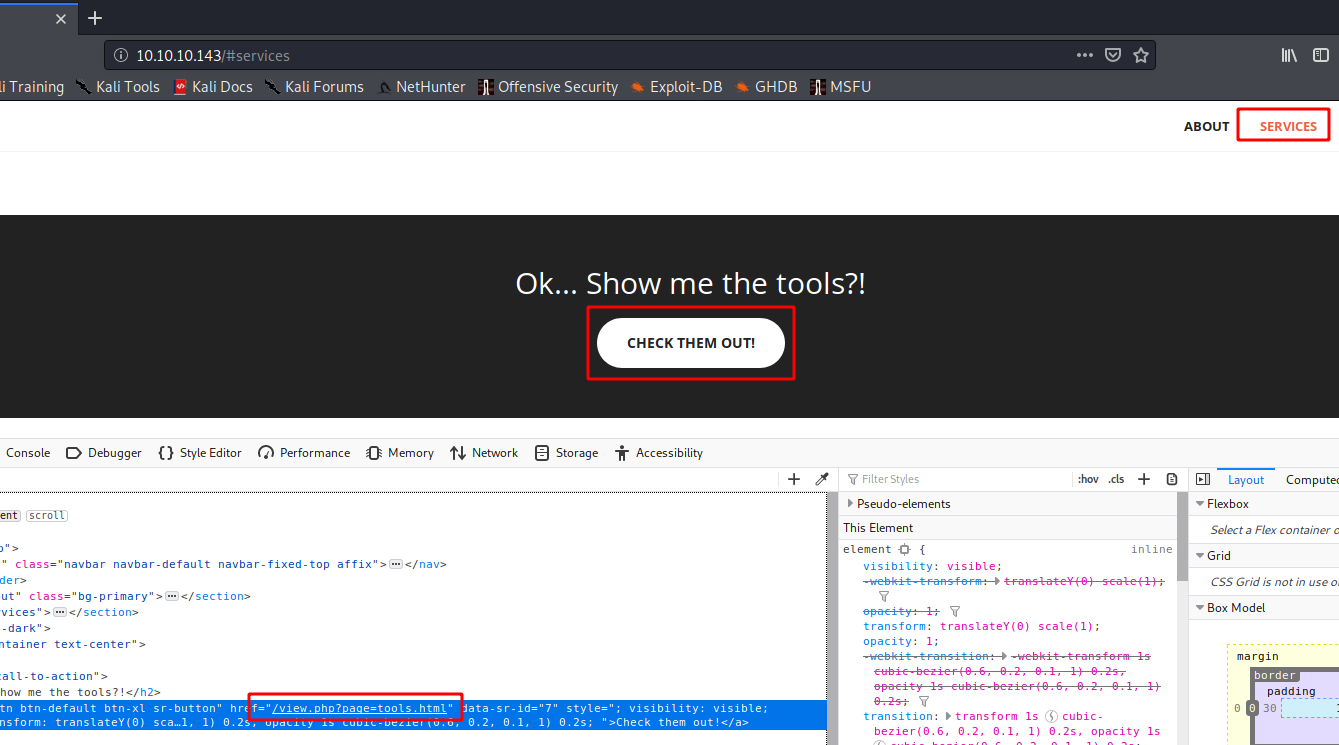 10.10.10.143/#services
li Training Kali Tools Kali Docs Kali Forums NetHunter Offensive Security Exploit-DB GHDB MSFU
ABOUT SERVICES
Ok... Show me the tools?!
CHECK THEM OUT!
Console Debugger {} Style Editor Performance Memory Network Storage Accessibility
Filter Styles :hov .cls Layout Computed
ent scroll
p">
" class="navbar navbar-default navbar-fixed-top affix">⋯</nav>
der>
out" class="bg-primary">⋯</section>
vices">⋯</section>
-dark">
ntainer text-center">
call-to-action">
how me the tools?!</h2>
tn btn-default btn-xl sr-button" href="/view.php?page=tools.html" data-sr-id="7" style="; visibility: visible;
nsform: translateY(0) sca…1, 1) 0.2s, opacity 1s cubic-bezier(0.6, 0.2, 0.1, 1) 0.2s; ">Check them out!</a>
Pseudo-elements
This Element
element { inline
visibility: visible;
-webkit-transform: translateY(0) scale(1);
opacity: 1;
transform: translateY(0) scale(1);
opacity: 1;
-webkit-transition: -webkit-transform 1s
cubic-bezier(0.6, 0.2, 0.1, 1) 0.2s,
opacity 1s cubic-bezier(0.6, 0.2, 0.1, 1)
0.2s;
transition: transform 1s cubic-
bezier(0.6, 0.2, 0.1, 1) 0.2s, opacity 1s
Flexbox
Select a Flex container o
Grid
CSS Grid is not in use o
Box Model
margin
border
padding
0 0 30